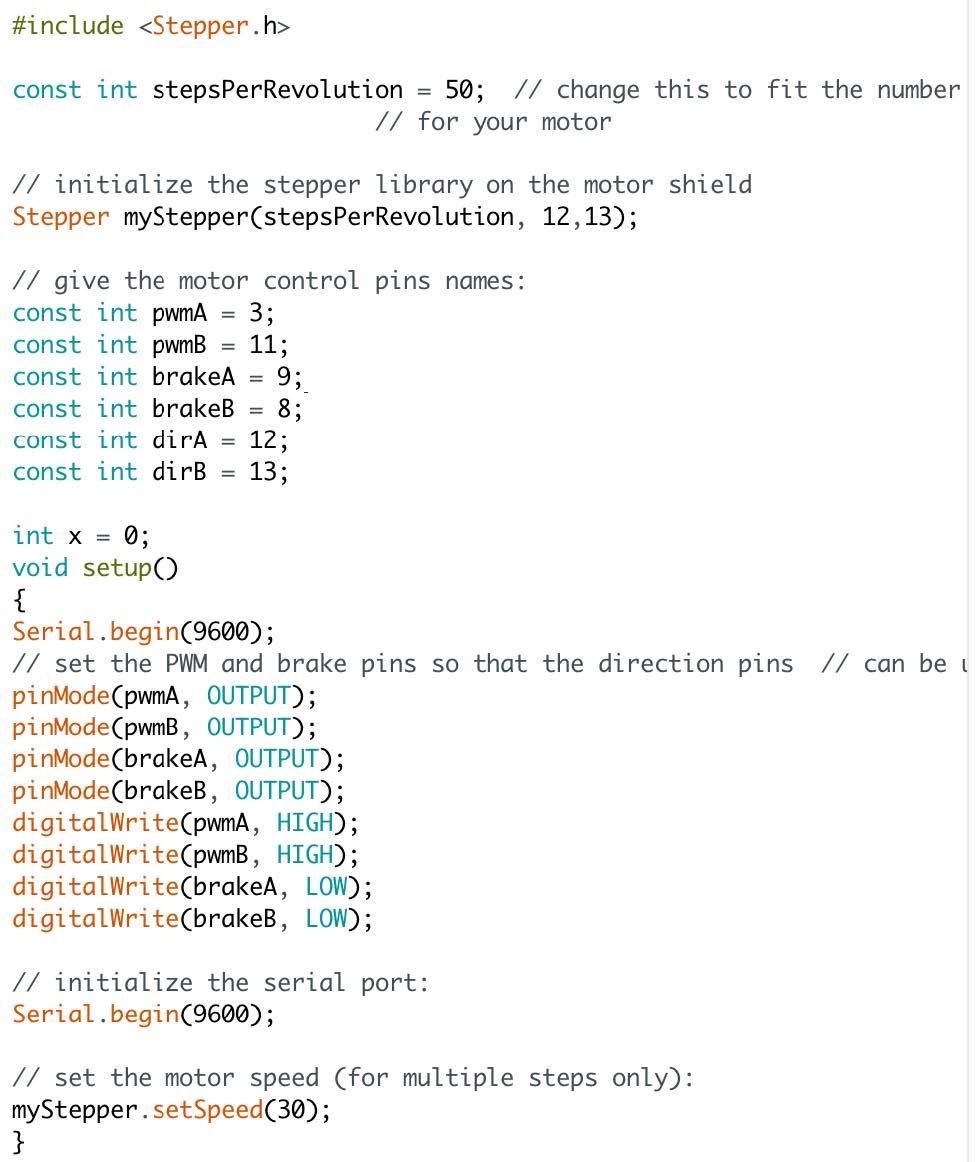 #include <Stepper.h>
const int stepsPerRevolution = 50;  // change this to fit the number
// for your motor
// initialize the stepper library on the motor shield
Stepper myStepper(stepsPerRevolution, 12,13);
// give the motor control pins names:
const int pwmA = 3;
const int pwmB = 11;
const int brakeA = 9;
const int brakeB = 8;
const int dirA = 12;
const int dirB = 13;
int x = 0;
void setup()
{
Serial.begin(9600);
// set the PWM and brake pins so that the direction pins  // can be
pinMode(pwmA, OUTPUT);
pinMode(pwmB, OUTPUT);
pinMode(brakeA, OUTPUT);
pinMode(brakeB, OUTPUT);
digitalWrite(pwmA, HIGH);
digitalWrite(pwmB, HIGH);
digitalWrite(brakeA, LOW);
digitalWrite(brakeB, LOW);
// initialize the serial port:
Serial.begin(9600);
// set the motor speed (for multiple steps only):
myStepper.setSpeed(30);
}